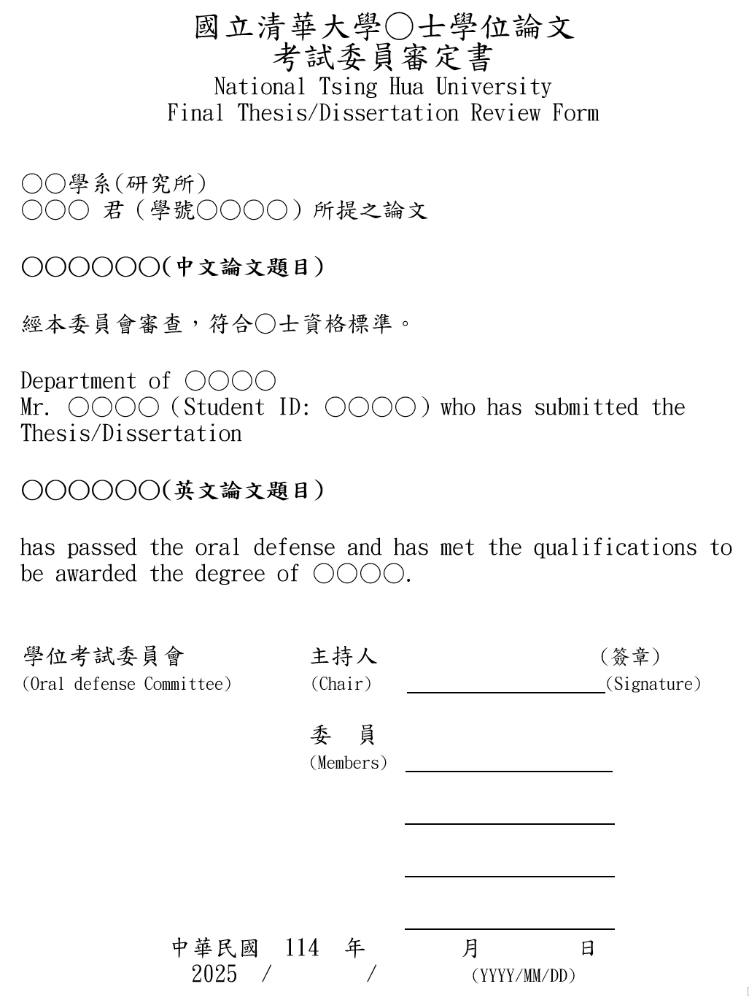 國立清華大學○士學位論文
考試委員審定書
National Tsing Hua University
Final Thesis/Dissertation Review Form
○○學系(研究所)
○○○ 君（學號○○○○）所提之論文
○○○○○○(中文論文題目)
經本委員會審查，符合○士資格標準。
Department of ○○○○
Mr. ○○○○（Student ID: ○○○○）who has submitted the
Thesis/Dissertation
○○○○○○(英文論文題目)
has passed the oral defense and has met the qualifications to
be awarded the degree of ○○○○.
學位考試委員會 主持人 (簽章)
(Oral defense Committee) (Chair) (Signature)
委 員
(Members)
中華民國 114 年 月 日
2025 / / (YYYY/MM/DD)